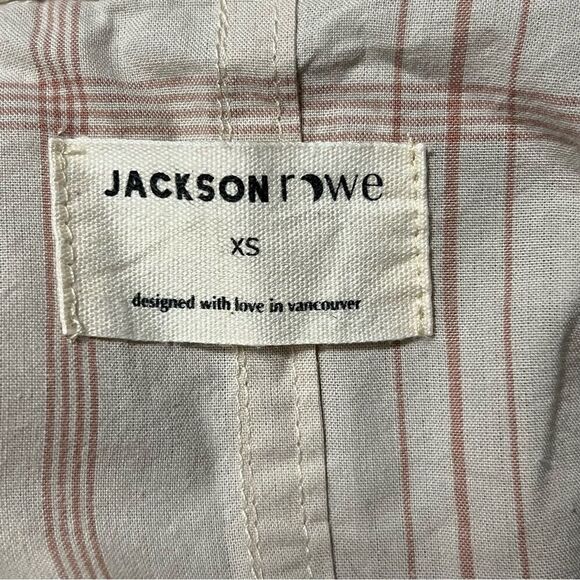 JACKSON rowe
XS
designed with love in vancouver